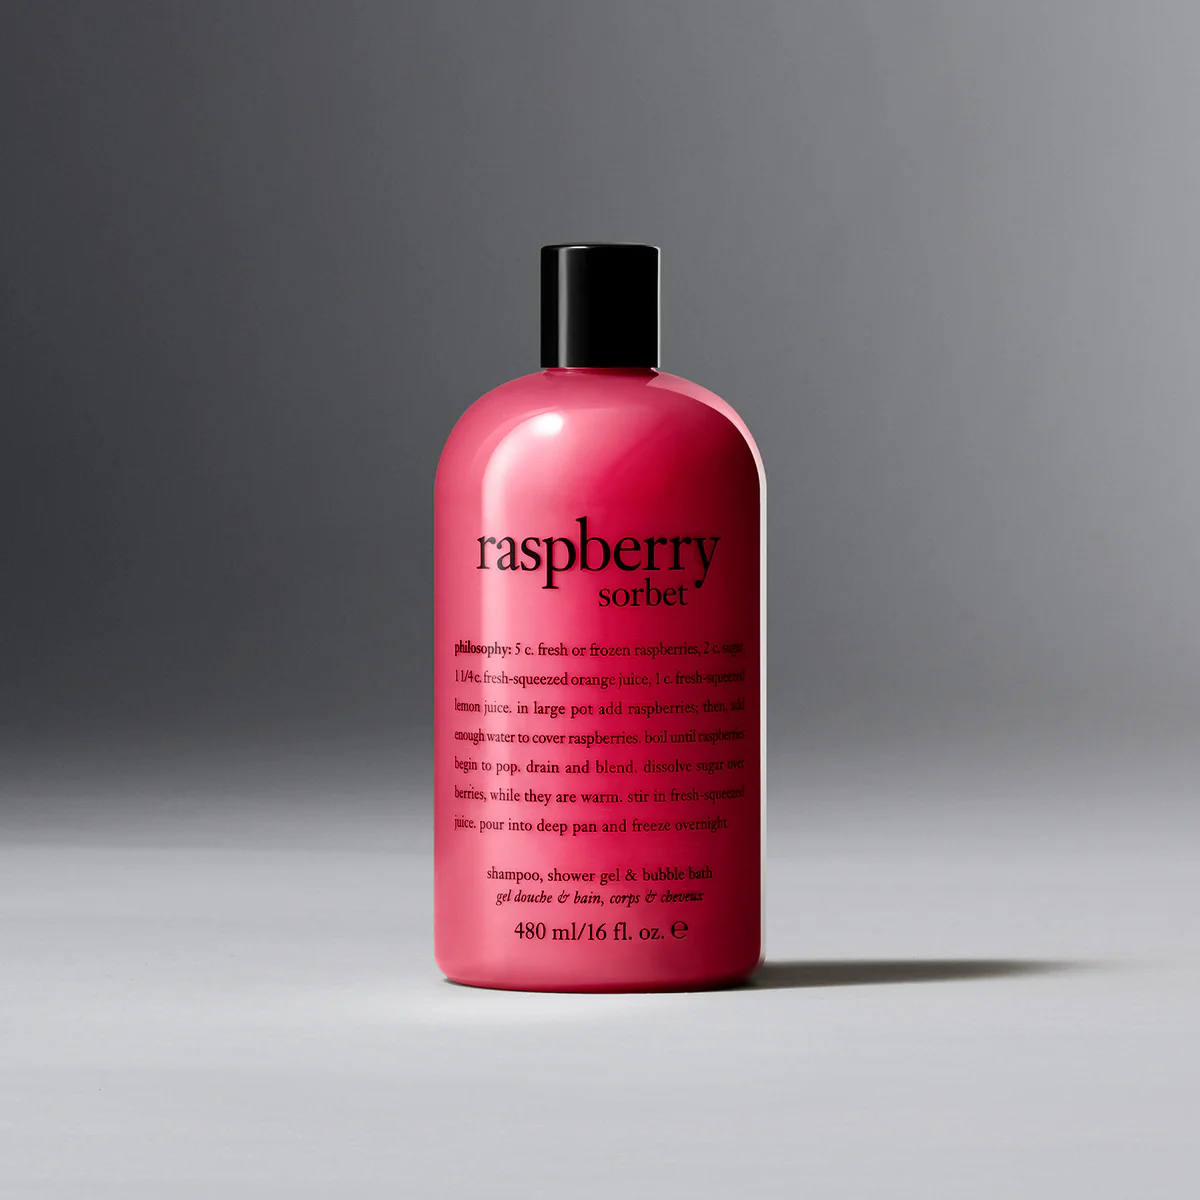 raspberry
sorbet
philosophy: 5 c. fresh or frozen raspberries, 2 c. sugar,
1 1/4 c. fresh-squeezed orange juice, 1 c. fresh-squeezed
lemon juice. in large pot add raspberries; then, add
enough water to cover raspberries. boil until raspberries
begin to pop. drain and blend. dissolve sugar over
berries, while they are warm. stir in fresh-squeezed
juice. pour into deep pan and freeze overnight.
shampoo, shower gel & bubble bath
gel douche & bain, corps & cheveux
480 ml/16 fl. oz. ℮